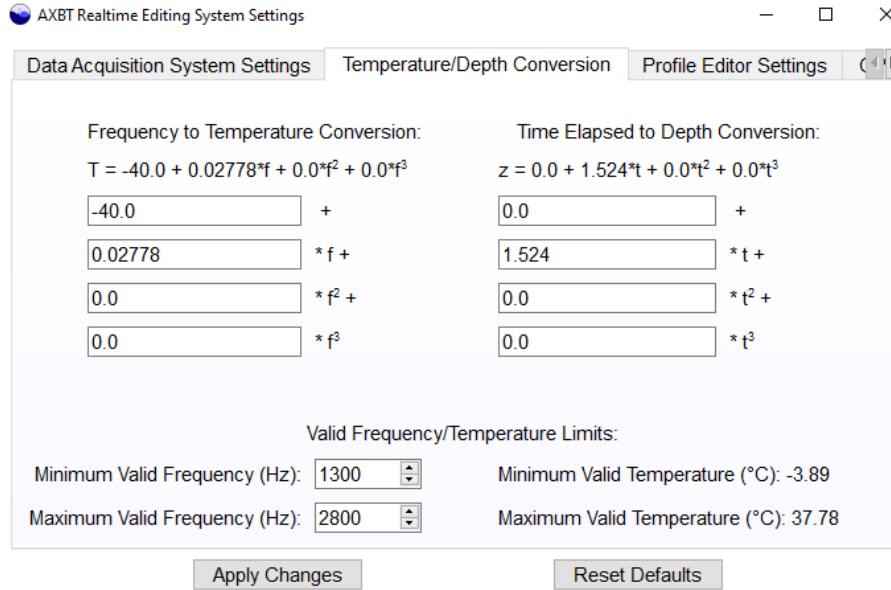 AXBT Realtime Editing System Settings
Data Acquisition System Settings Temperature/Depth Conversion Profile Editor Settings
Frequency to Temperature Conversion: Time Elapsed to Depth Conversion:
T = -40.0 + 0.02778*f + 0.0*f² + 0.0*f³ z = 0.0 + 1.524*t + 0.0*t² + 0.0*t³
-40.0 + 0.0 +
0.02778 * f + 1.524 * t +
0.0 * f² + 0.0 * t² +
0.0 * f³ 0.0 * t³
Valid Frequency/Temperature Limits:
Minimum Valid Frequency (Hz): 1300 Minimum Valid Temperature (°C): -3.89
Maximum Valid Frequency (Hz): 2800 Maximum Valid Temperature (°C): 37.78
Apply Changes Reset Defaults